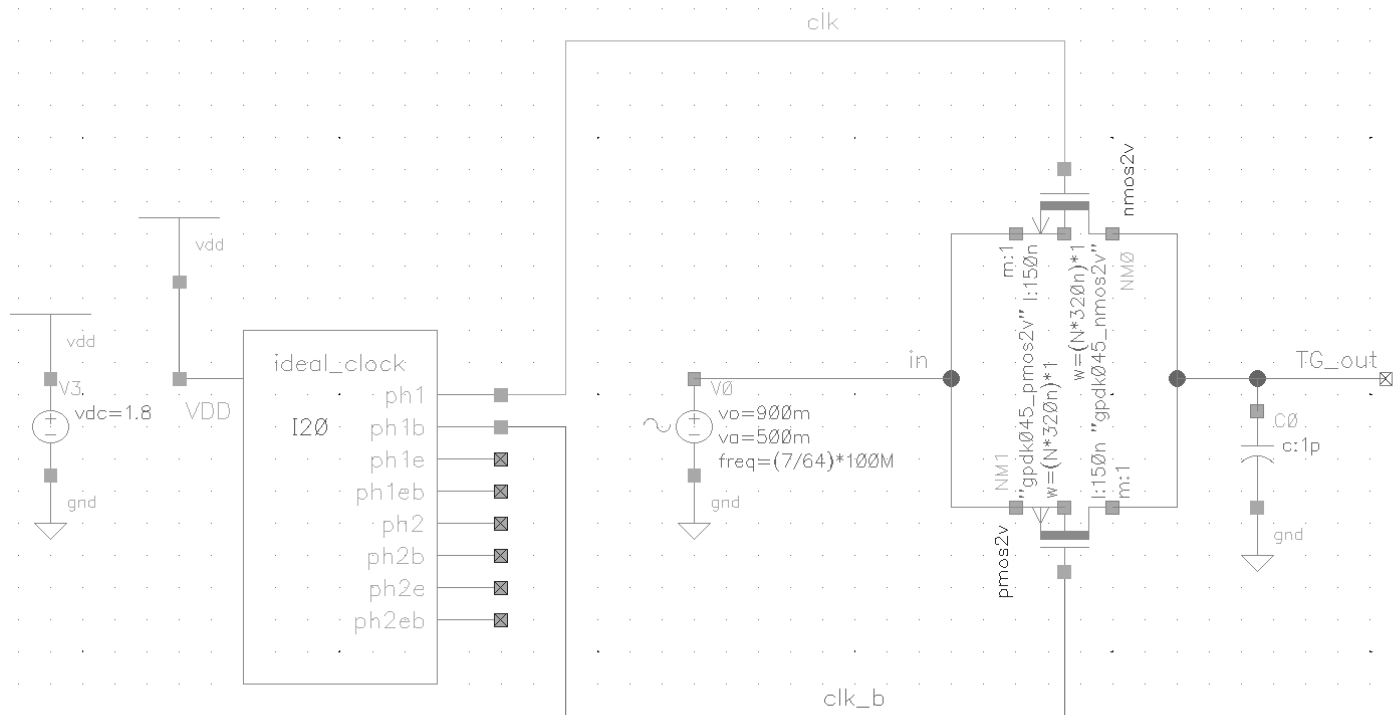 clk
vdd
vdd
V3
vdc=1.8
gnd
VDD
ideal_clock
I20
ph1
ph1b
ph1e
ph1eb
ph2
ph2b
ph2e
ph2eb
V0
vo=900m
va=500m
freq=(7/64)*100M
gnd
in
nmos2v
NM0
"gpdk045_nmos2v"
w=(N*320n)*1
l:150n
m:1
NM1
"gpdk045_pmos2v"
w=(N*320n)*1
l:150n
m:1
pmos2v
TG_out
C0
c:1p
gnd
clk_b